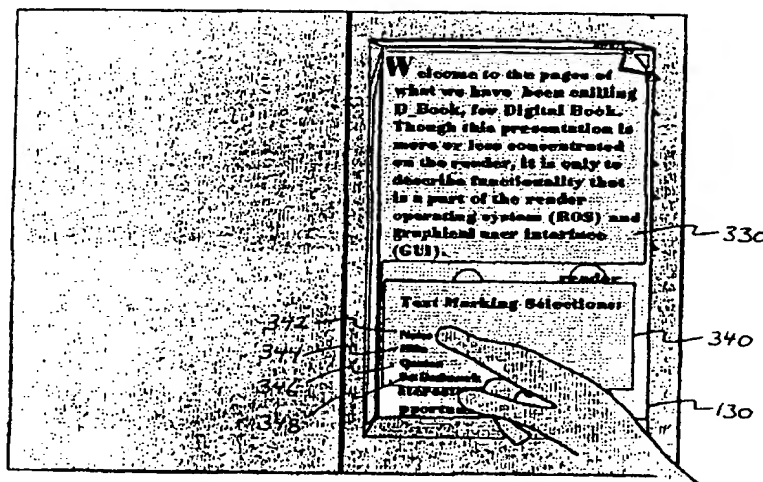 Welcome to the pages of
what we have been calling
D_Book, for Digital Book.
Though this presentation is
more or less concentrated
on the reader, it is only to
describe functionality that
is a part of the reader
operating system (ROS) and
graphical user interface
(GUI).
330
reader
Text Marking Selections:
342
340
344
346
348
130